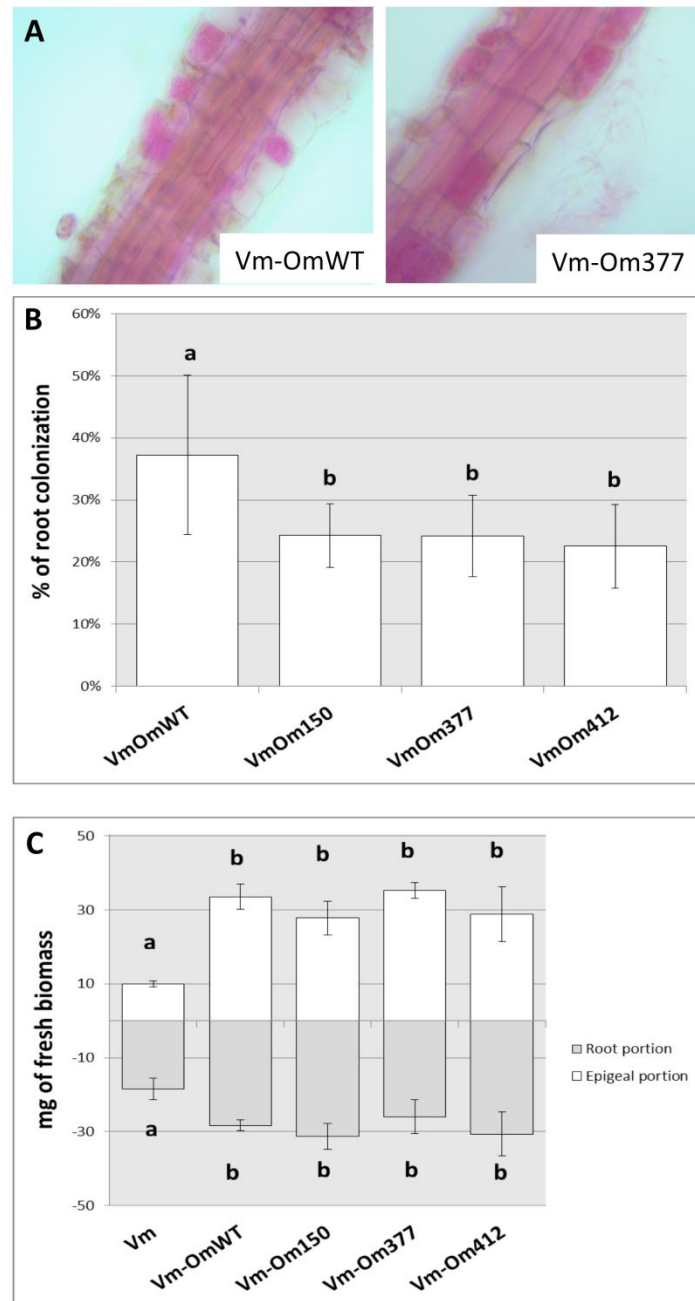 A
Vm-OmWT
Vm-Om377
B
% of root colonization
60%
50%
40%
30%
20%
10%
0%
a
b
b
b
VmOmWT
VmOm150
VmOm377
VmOm412
C
mg of fresh biomass
50
30
10
-10
-30
-50
a
b
b
b
b
a
b
b
b
b
Root portion
Epigeal portion
Vm
Vm-OmWT
Vm-Om150
Vm-Om377
Vm-Om412